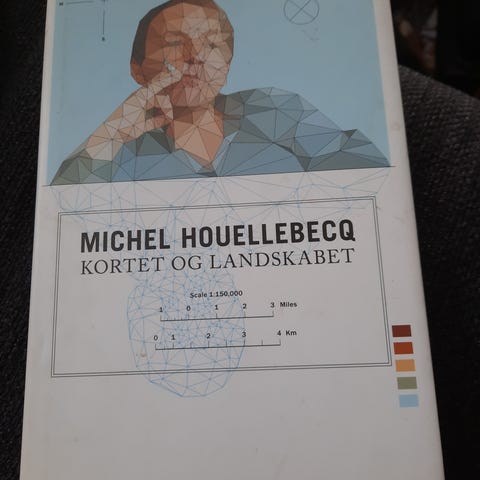 MICHEL HOUELLEBECQ
KORTET OG LANDSKABET
Scale 1:150,000
1 0 1 2 3 Miles
0 1 2 3 4 Km